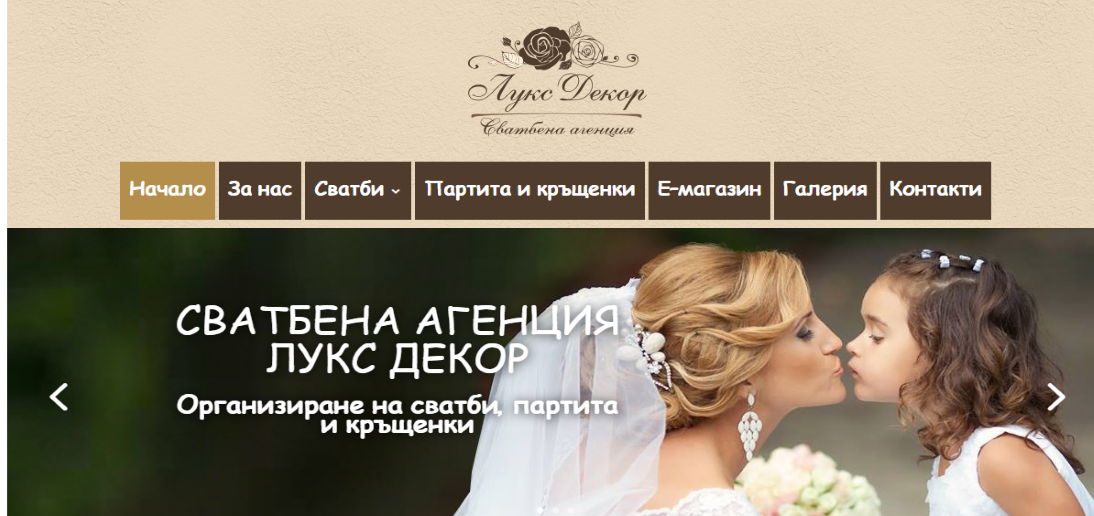 Лукс Декор
Сватбена агенция
Начало
За нас
Сватби
Партита и кръщенки
Е-магазин
Галерия
Контакти
СВАТБЕНА АГЕНЦИЯ
ЛУКС ДЕКОР
Организиране на сватби, партита
и кръщенки